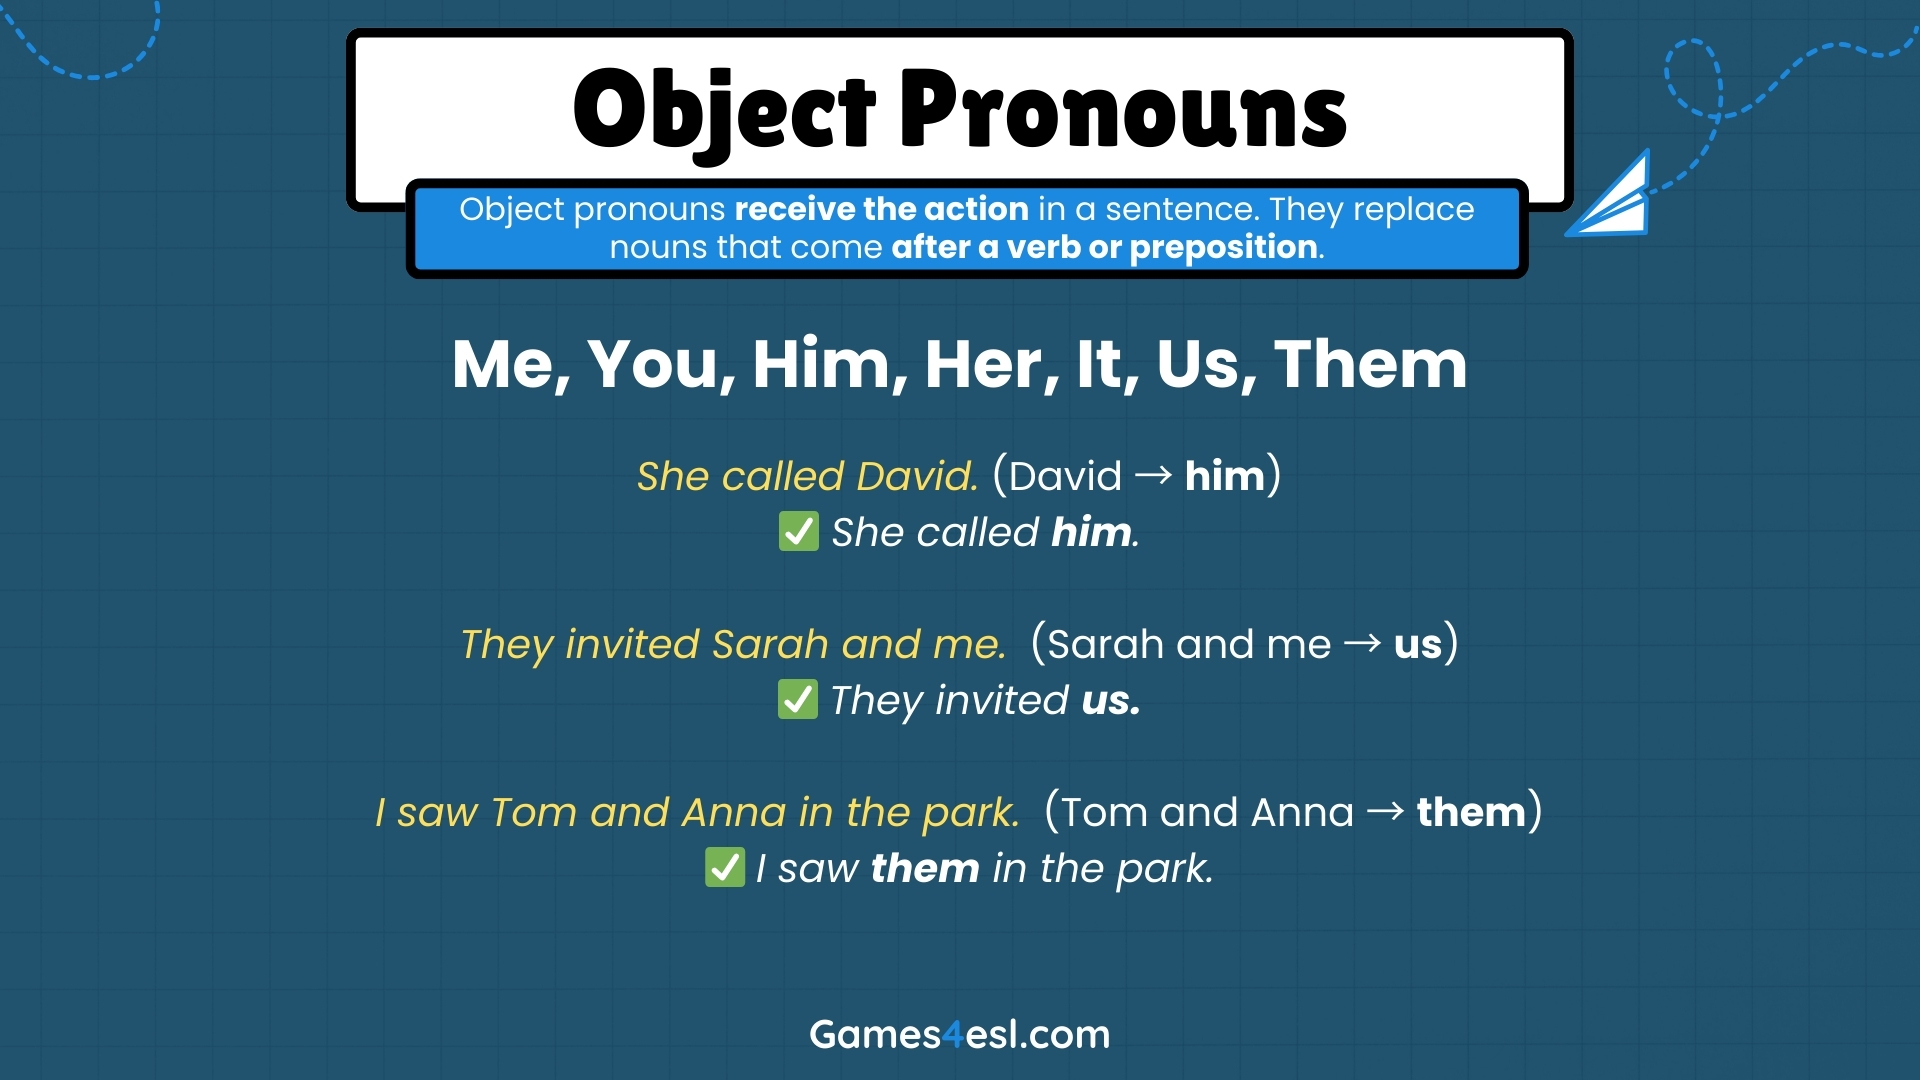 Object Pronouns
Object pronouns receive the action in a sentence. They replace
nouns that come after a verb or preposition.
Me, You, Him, Her, It, Us, Them
She called David. (David → him)
✅ She called him.
They invited Sarah and me. (Sarah and me → us)
✅ They invited us.
I saw Tom and Anna in the park. (Tom and Anna → them)
✅ I saw them in the park.
Games4esl.com